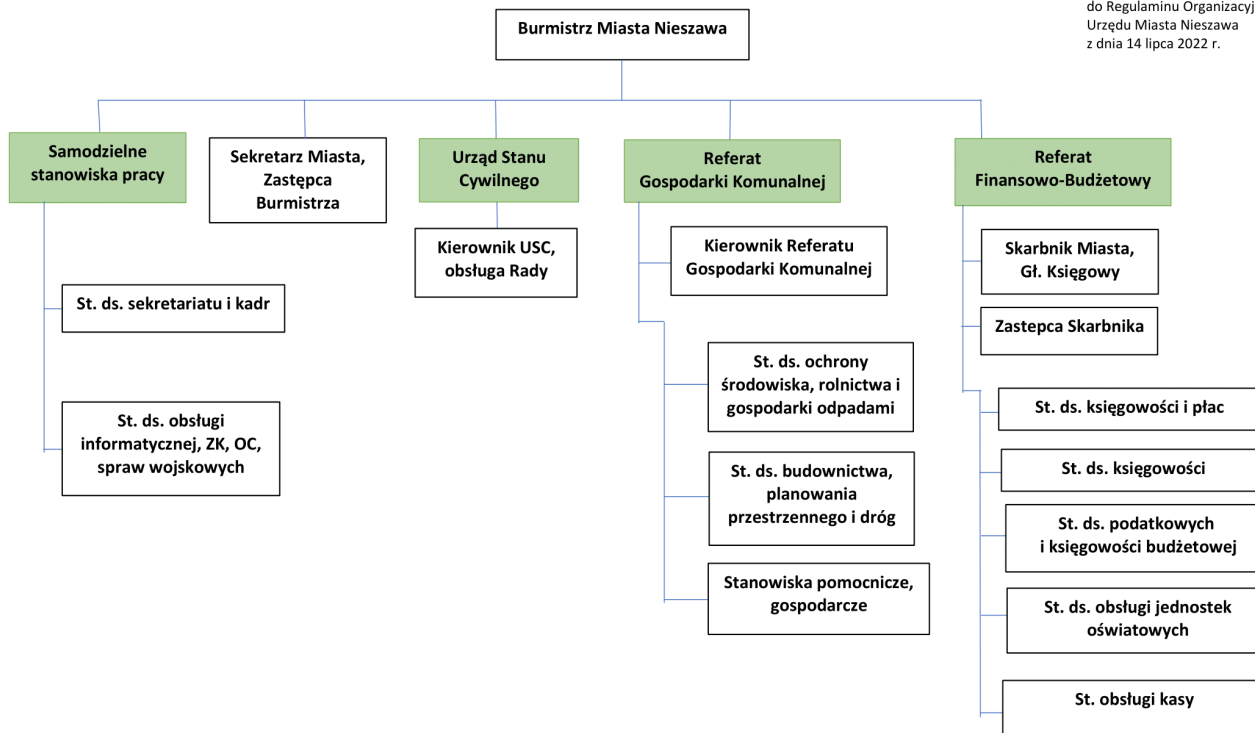 do Regulaminu Organizacyj
Urzędu Miasta Nieszawa
z dnia 14 lipca 2022 r.
Burmistrz Miasta Nieszawa
Samodzielne
stanowiska pracy
St. ds. sekretariatu i kadr
St. ds. obsługi
informatycznej, ZK, OC,
spraw wojskowych
Sekretarz Miasta,
Zastępca
Burmistrza
Urząd Stanu
Cywilnego
Kierownik USC,
obsługa Rady
Referat
Gospodarki Komunalnej
Kierownik Referatu
Gospodarki Komunalnej
St. ds. ochrony
środowiska, rolnictwa i
gospodarki odpadami
St. ds. budownictwa,
planowania
przestrzennego i dróg
Stanowiska pomocnicze,
gospodarcze
Referat
Finansowo-Budżetowy
Skarbnik Miasta,
Gł. Księgowy
Zastepca Skarbnika
St. ds. księgowości i płac
St. ds. księgowości
St. ds. podatkowych
i księgowości budżetowej
St. ds. obsługi jednostek
oświatowych
St. obsługi kasy